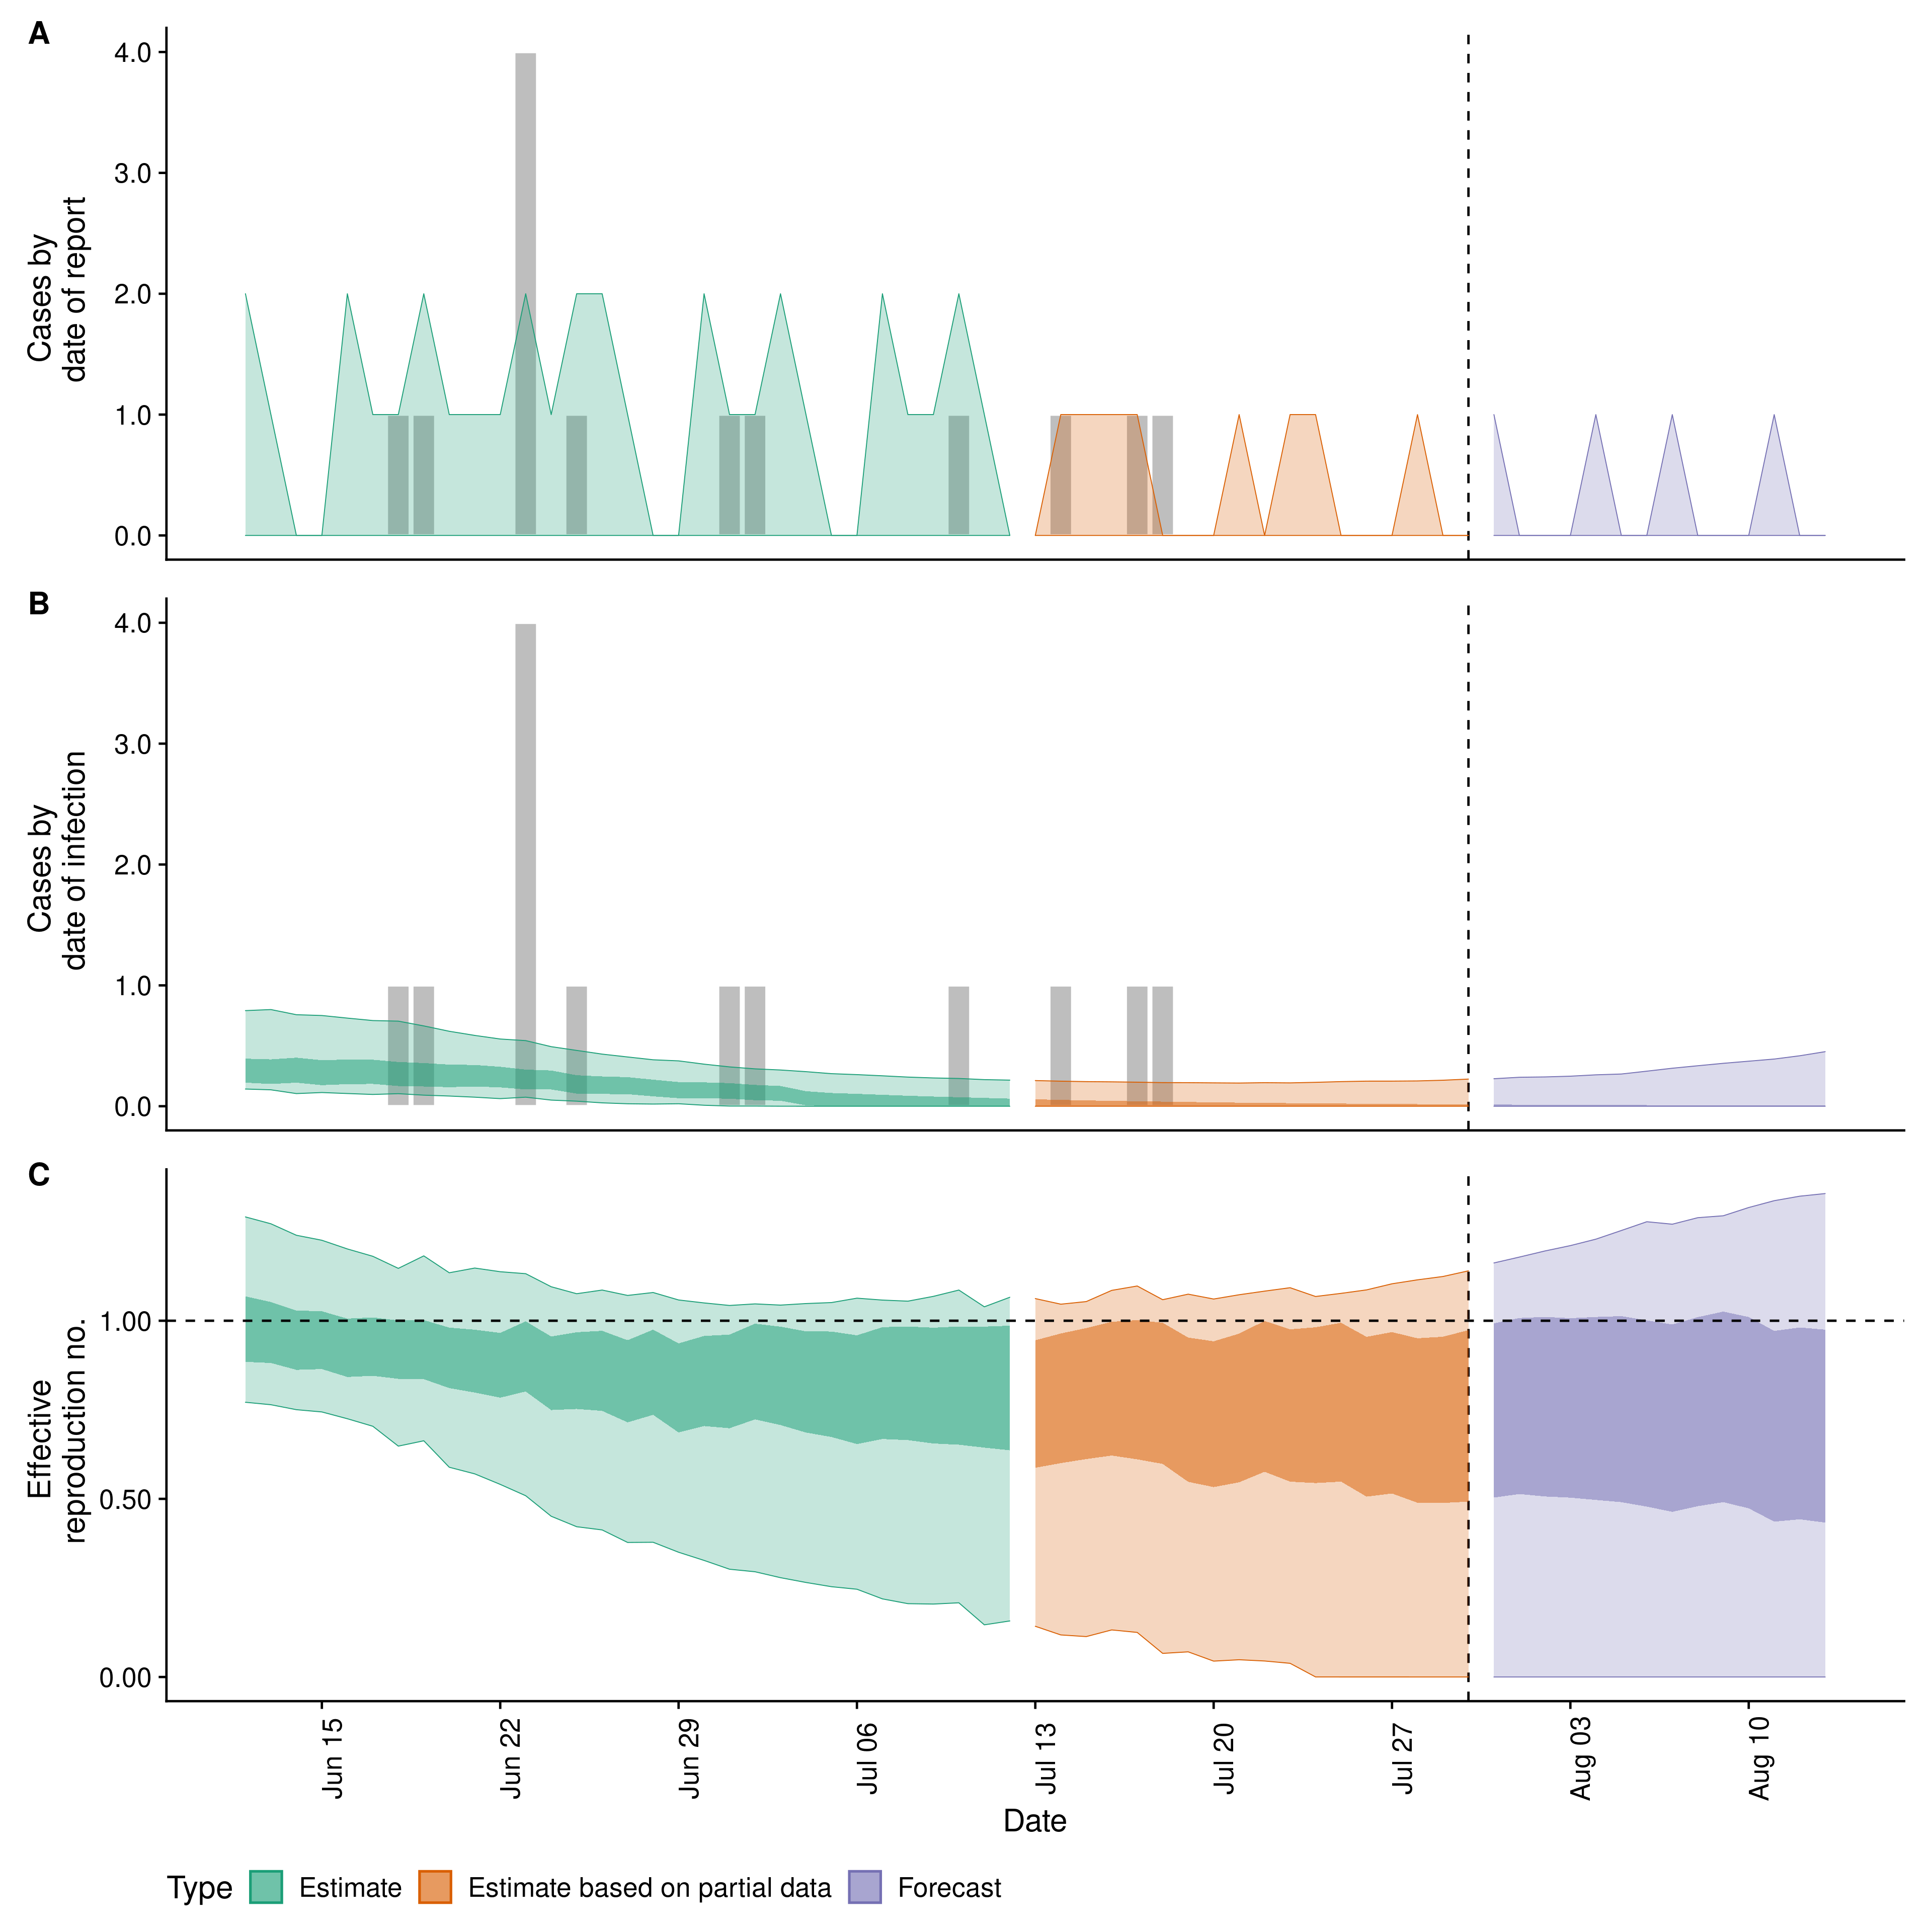 A
4.0
3.0
2.0
1.0
0.0
Cases by
date of report
B
4.0
3.0
2.0
1.0
0.0
Cases by
date of infection
C
1.00
0.50
0.00
Effective
reproduction no.
Jun 15
Jun 22
Jun 29
Jul 06
Jul 13
Jul 20
Jul 27
Aug 03
Aug 10
Date
Type Estimate Estimate based on partial data Forecast